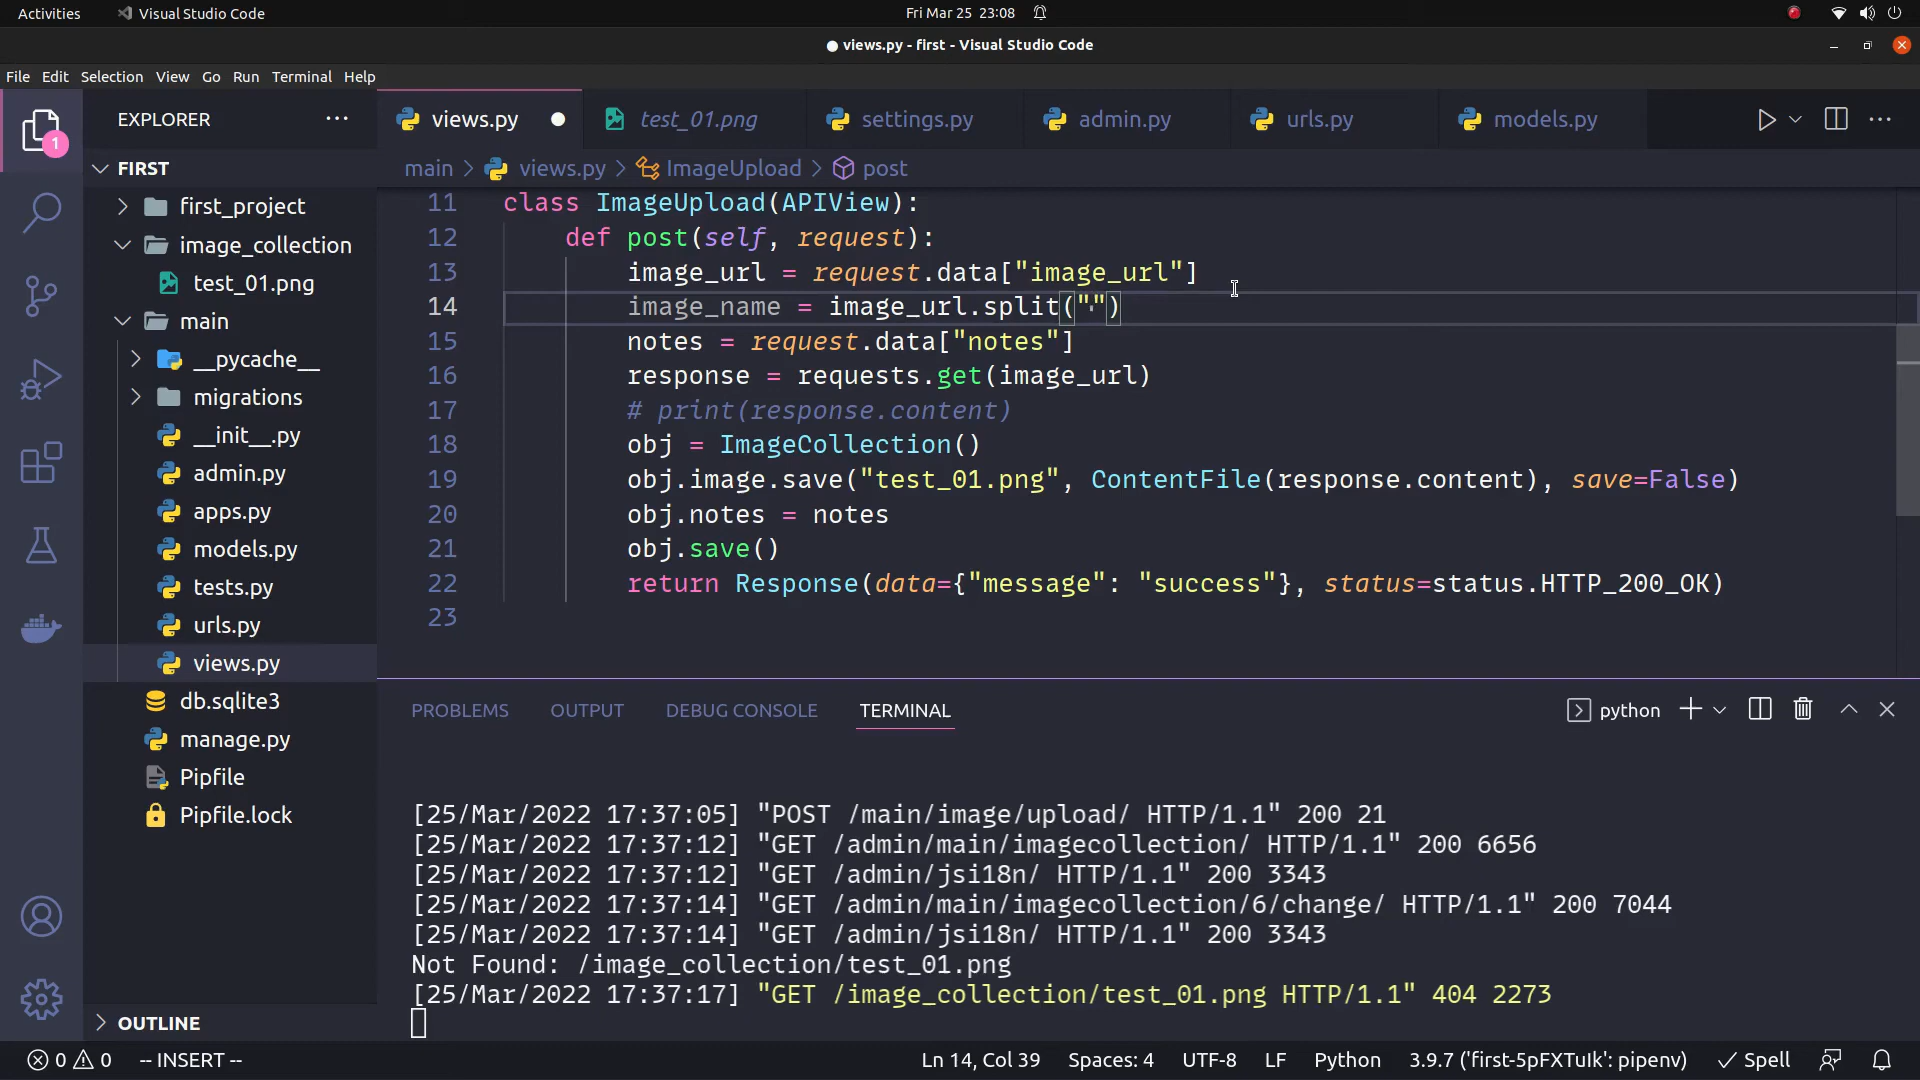 Activities Visual Studio Code Fri Mar 25 23:08
views.py - first - Visual Studio Code
File Edit Selection View Go Run Terminal Help
1
EXPLORER
FIRST
first_project
image_collection
test_01.png
main
__pycache__
migrations
__init__.py
admin.py
apps.py
models.py
tests.py
urls.py
views.py
db.sqlite3
manage.py
Pipfile
Pipfile.lock
OUTLINE
views.py test_01.png settings.py admin.py urls.py models.py
main > views.py > ImageUpload > post
11 class ImageUpload(APIView):
12 def post(self, request):
13 image_url = request.data["image_url"]
14 image_name = image_url.split("")
15 notes = request.data["notes"]
16 response = requests.get(image_url)
17 # print(response.content)
18 obj = ImageCollection()
19 obj.image.save("test_01.png", ContentFile(response.content), save=False)
20 obj.notes = notes
21 obj.save()
22 return Response(data={"message": "success"}, status=status.HTTP_200_OK)
23
PROBLEMS OUTPUT DEBUG CONSOLE TERMINAL python
[25/Mar/2022 17:37:05] "POST /main/image/upload/ HTTP/1.1" 200 21
[25/Mar/2022 17:37:12] "GET /admin/main/imagecollection/ HTTP/1.1" 200 6656
[25/Mar/2022 17:37:12] "GET /admin/jsi18n/ HTTP/1.1" 200 3343
[25/Mar/2022 17:37:14] "GET /admin/main/imagecollection/6/change/ HTTP/1.1" 200 7044
[25/Mar/2022 17:37:14] "GET /admin/jsi18n/ HTTP/1.1" 200 3343
Not Found: /image_collection/test_01.png
[25/Mar/2022 17:37:17] "GET /image_collection/test_01.png HTTP/1.1" 404 2273
0 0 -- INSERT -- Ln 14, Col 39 Spaces: 4 UTF-8 LF Python 3.9.7 ('first-5pFXTuIk': pipenv) Spell